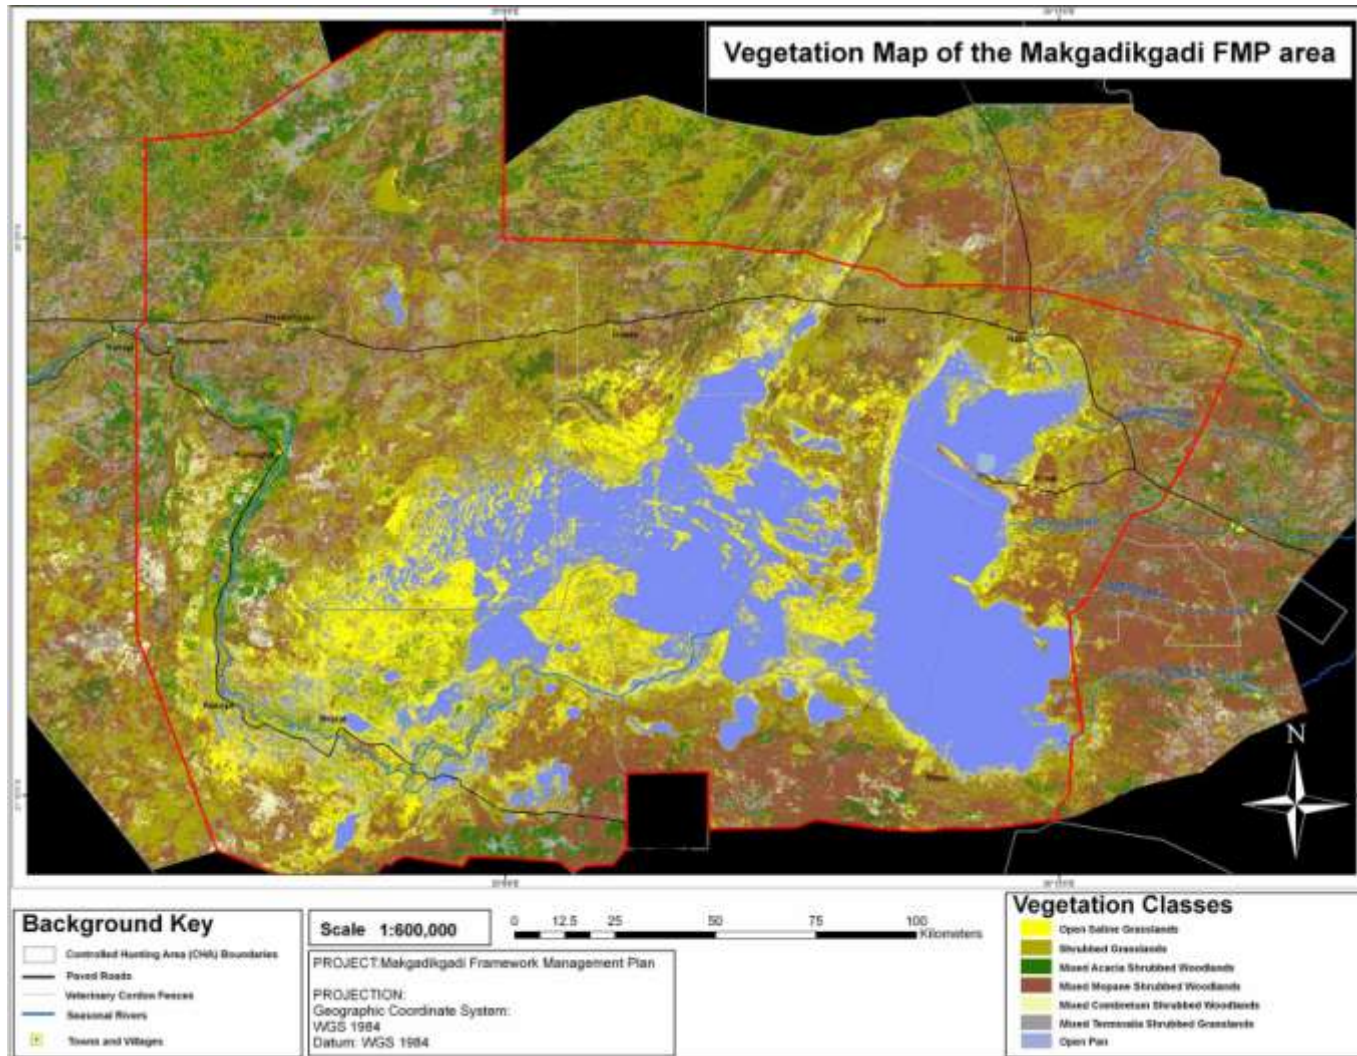 Vegetation Map of the Makgadikgadi FMP area
Gweta
Rakops
Background Key
Controlled Hunting Area (CHA) Boundaries
Paved Roads
Veterinary Cordon Fences
Seasonal Rivers
Towns and Villages
Scale 1:600,000
0 12.5 25 50 75 100
Kilometers
PROJECT:Makgadikgadi Framework Management Plan
PROJECTION:
Geographic Coordinate System:
WGS 1984
Datum: WGS 1984
N
Vegetation Classes
Open Saline Grasslands
Shrubbed Grasslands
Mixed Acacia Shrubbed Woodlands
Mixed Mopane Shrubbed Woodlands
Mixed Combretum Shrubbed Woodlands
Mixed Terminalia Shrubbed Grasslands
Open Pan